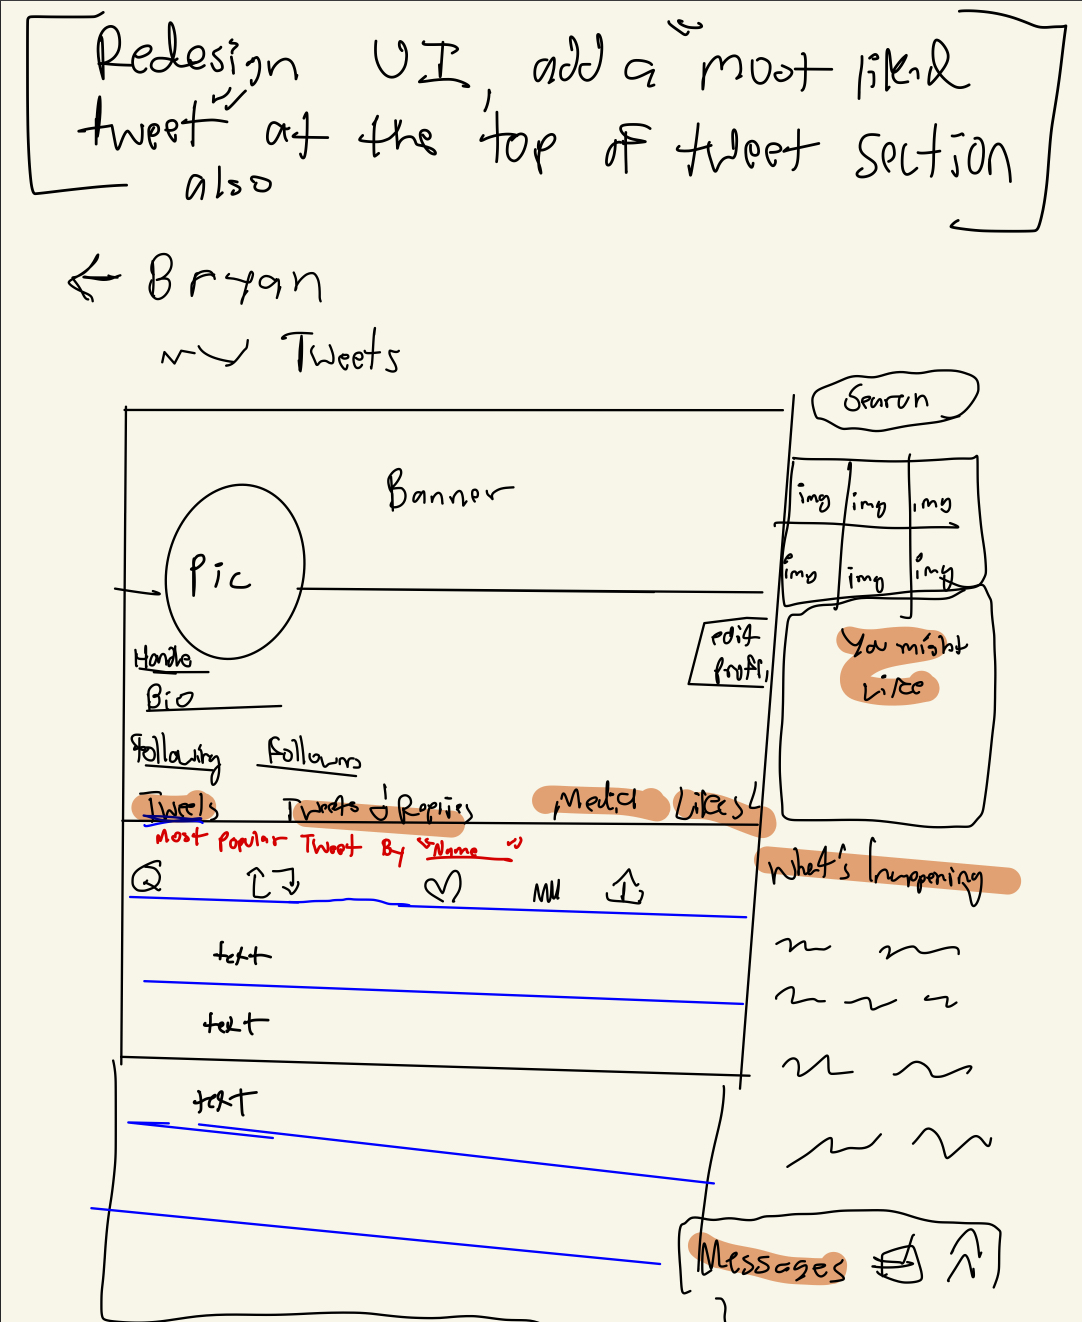 Redesign UI, add a "most liked
tweet" at the top of tweet section
also
← Bryan
Tweets
Search
Banner
img img img
Pic
img img img
edit
profi
You might
Like
Handle
Bio
Following Followers
Tweets Tweets & Replies Media Likes
Most Popular Tweet By "Name"
What's happening
text
text
text
Messages